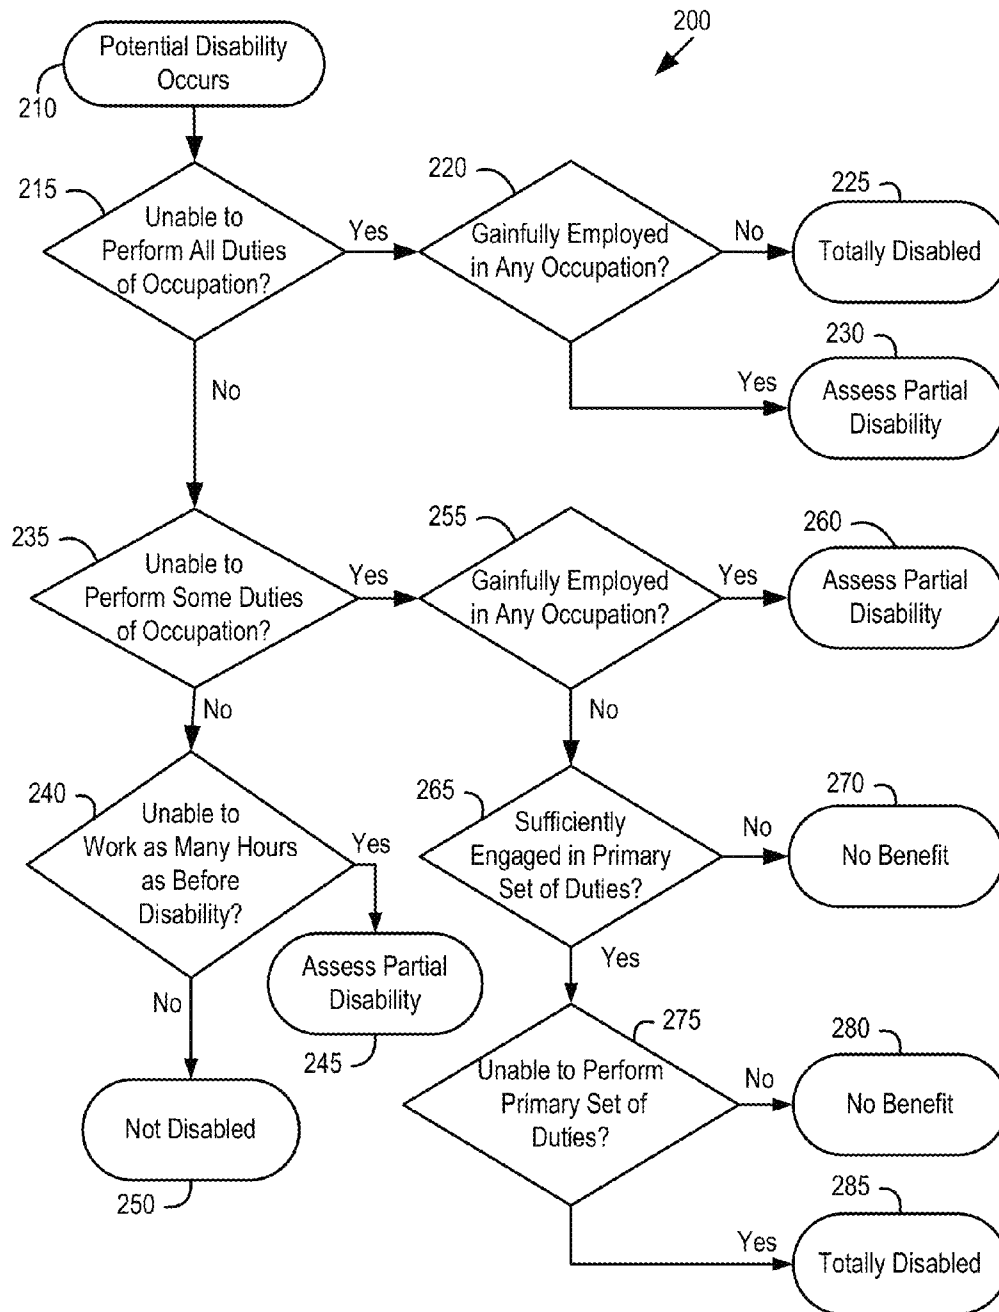 200
Potential Disability
Occurs
210
215
Unable to
Perform All Duties
of Occupation?
Yes
No
220
Gainfully Employed
in Any Occupation?
No
Yes
225
Totally Disabled
230
Assess Partial
Disability
235
Unable to
Perform Some Duties
of Occupation?
Yes
No
255
Gainfully Employed
in Any Occupation?
Yes
No
260
Assess Partial
Disability
240
Unable to
Work as Many Hours
as Before
Disability?
Yes
No
Assess Partial
Disability
245
Not Disabled
250
265
Sufficiently
Engaged in Primary
Set of Duties?
No
Yes
270
No Benefit
275
Unable to Perform
Primary Set of
Duties?
No
Yes
280
No Benefit
285
Totally Disabled